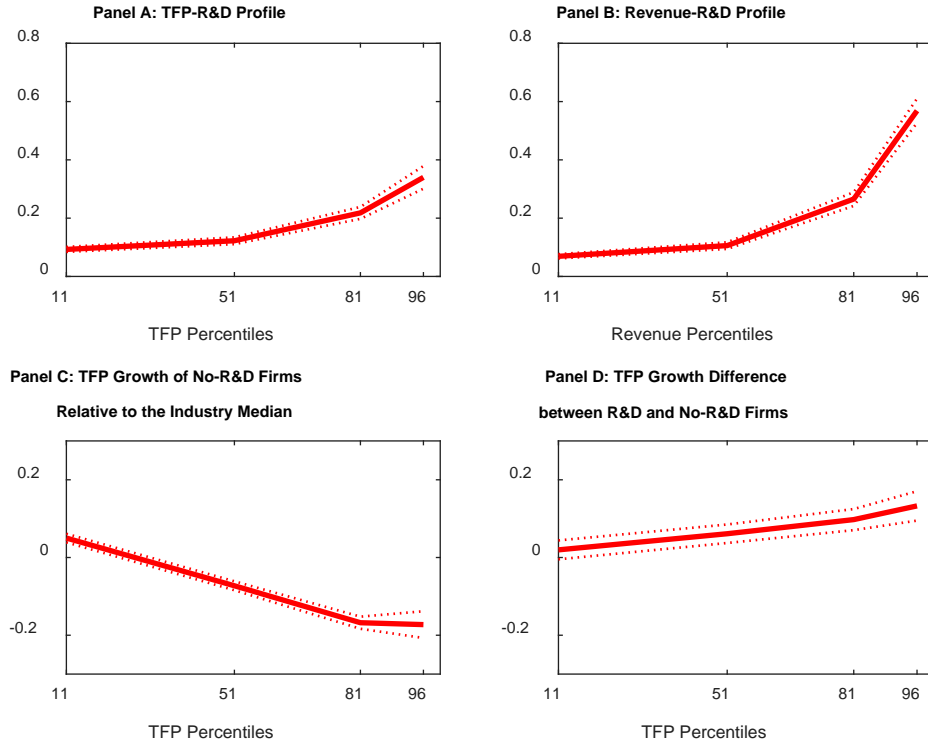 Panel A: TFP-R&D Profile
0.8
0.6
0.4
0.2
0
11 51 81 96
TFP Percentiles
Panel B: Revenue-R&D Profile
0.8
0.6
0.4
0.2
0
11 51 81 96
Revenue Percentiles
Panel C: TFP Growth of No-R&D Firms
Relative to the Industry Median
0.2
0
-0.2
11 51 81 96
TFP Percentiles
Panel D: TFP Growth Difference
between R&D and No-R&D Firms
0.2
0
-0.2
11 51 81 96
TFP Percentiles